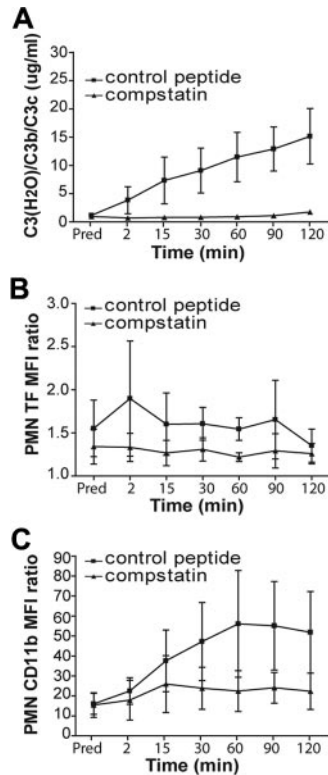 A
C3(H2O)/C3b/C3c (ug/ml)
30
25
20
15
10
5
0
control peptide
compstatin
Pred 2 15 30 60 90 120
Time (min)
B
PMN TF MFI ratio
3.0
2.5
2.0
1.5
1.0
control peptide
compstatin
Pred 2 15 30 60 90 120
Time (min)
C
PMN CD11b MFI ratio
90
80
70
60
50
40
30
20
10
0
control peptide
compstatin
Pred 2 15 30 60 90 120
Time (min)